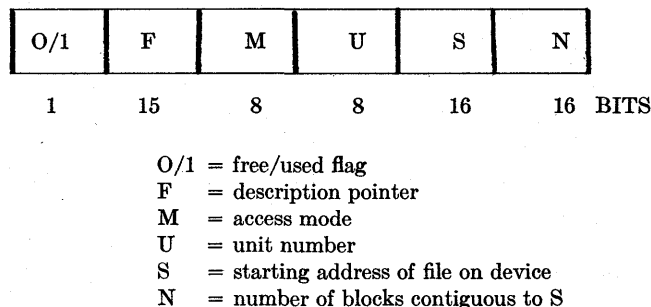 O/1 F M U S N
1 15 8 8 16 16 BITS
O/1 = free/used flag
F = description pointer
M = access mode
U = unit number
S = starting address of file on device
N = number of blocks contiguous to S